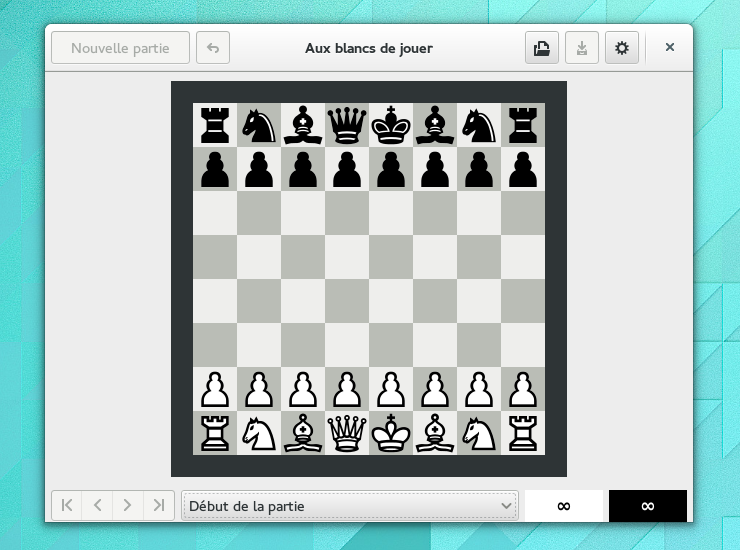 Nouvelle partie
Aux blancs de jouer
Début de la partie
∞
∞